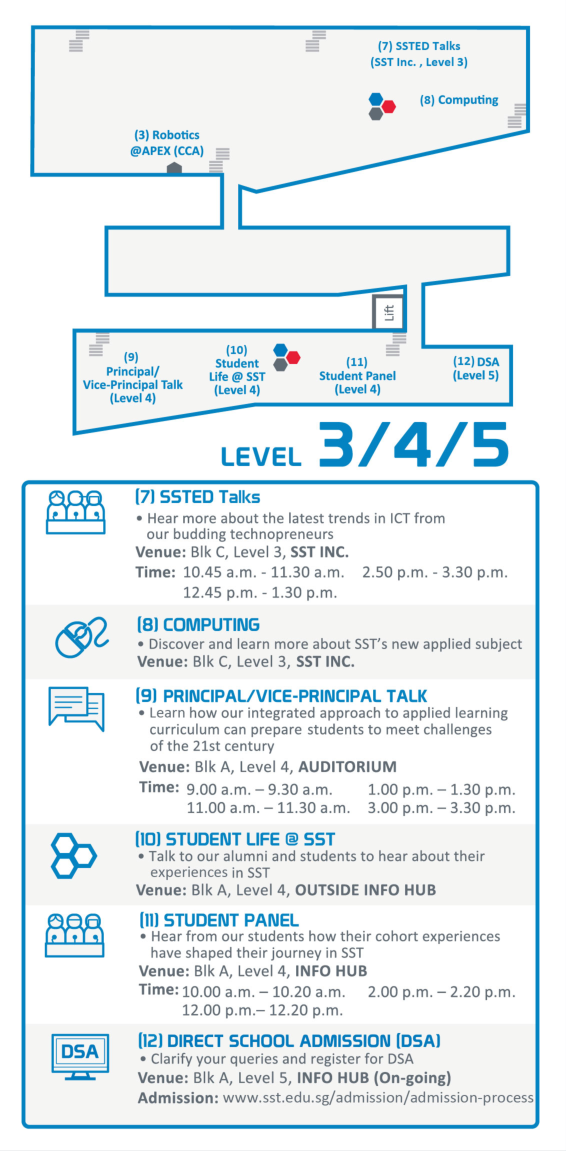 (7) SSTED Talks
(SST Inc. , Level 3)
(8) Computing
(3) Robotics
@APEX (CCA)
Lift
(9)
Principal/
Vice-Principal Talk
(Level 4)
(10)
Student
Life @ SST
(Level 4)
(11)
Student Panel
(Level 4)
(12) DSA
(Level 5)
LEVEL 3/4/5
(7) SSTED Talks
• Hear more about the latest trends in ICT from
our budding technopreneurs
Venue: Blk C, Level 3, SST INC.
Time: 10.45 a.m. - 11.30 a.m. 2.50 p.m. - 3.30 p.m.
12.45 p.m. - 1.30 p.m.
(8) COMPUTING
• Discover and learn more about SST's new applied subject
Venue: Blk C, Level 3, SST INC.
(9) PRINCIPAL/VICE-PRINCIPAL TALK
• Learn how our integrated approach to applied learning
curriculum can prepare students to meet challenges
of the 21st century
Venue: Blk A, Level 4, AUDITORIUM
Time: 9.00 a.m. – 9.30 a.m. 1.00 p.m. – 1.30 p.m.
11.00 a.m. – 11.30 a.m. 3.00 p.m. – 3.30 p.m.
(10) STUDENT LIFE @ SST
• Talk to our alumni and students to hear about their
experiences in SST
Venue: Blk A, Level 4, OUTSIDE INFO HUB
(11) STUDENT PANEL
• Hear from our students how their cohort experiences
have shaped their journey in SST
Venue: Blk A, Level 4, INFO HUB
Time: 10.00 a.m. – 10.20 a.m. 2.00 p.m. – 2.20 p.m.
12.00 p.m.– 12.20 p.m.
DSA
(12) DIRECT SCHOOL ADMISSION (DSA)
• Clarify your queries and register for DSA
Venue: Blk A, Level 5, INFO HUB (On-going)
Admission: www.sst.edu.sg/admission/admission-process